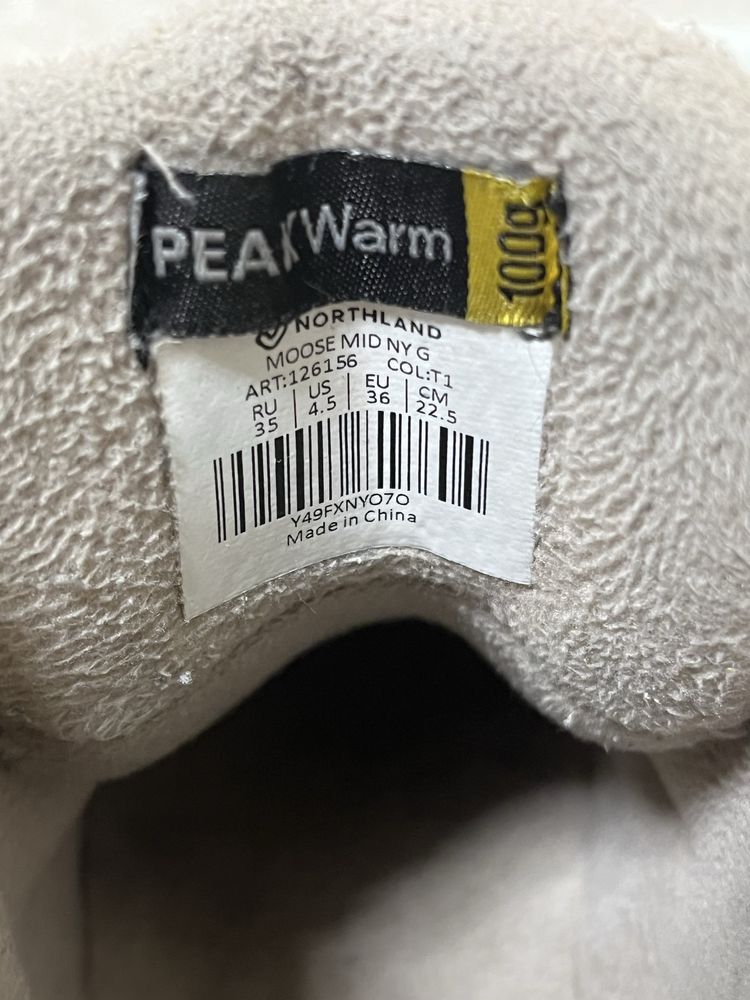 PEAKWarm 100g
NORTHLAND
MOOSE MID NY G
ART:126156 COL:T1
RU US EU CM
35 4.5 36 22.5
Y49FXNYO7O
Made in China